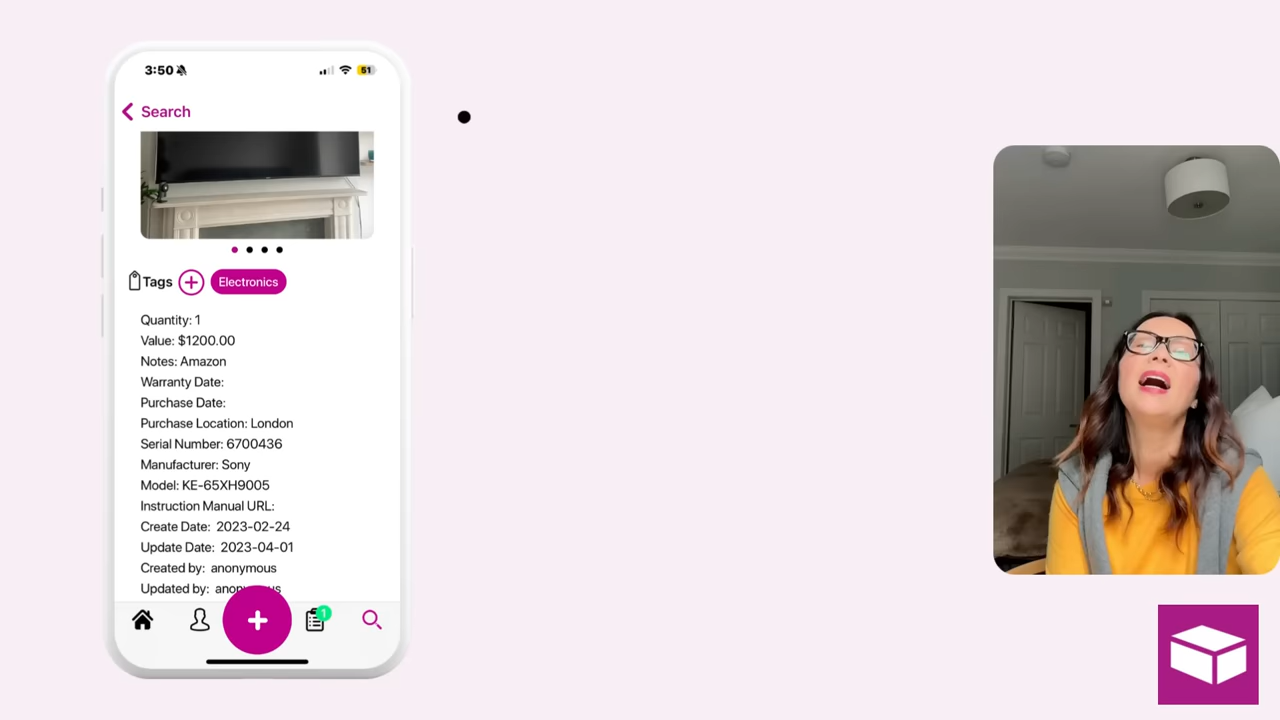 3:50
51
Search
Tags
Electronics
Quantity: 1
Value: $1200.00
Notes: Amazon
Warranty Date:
Purchase Date:
Purchase Location: London
Serial Number: 6700436
Manufacturer: Sony
Model: KE-65XH9005
Instruction Manual URL:
Create Date: 2023-02-24
Update Date: 2023-04-01
Created by: anonymous
Updated by:
1